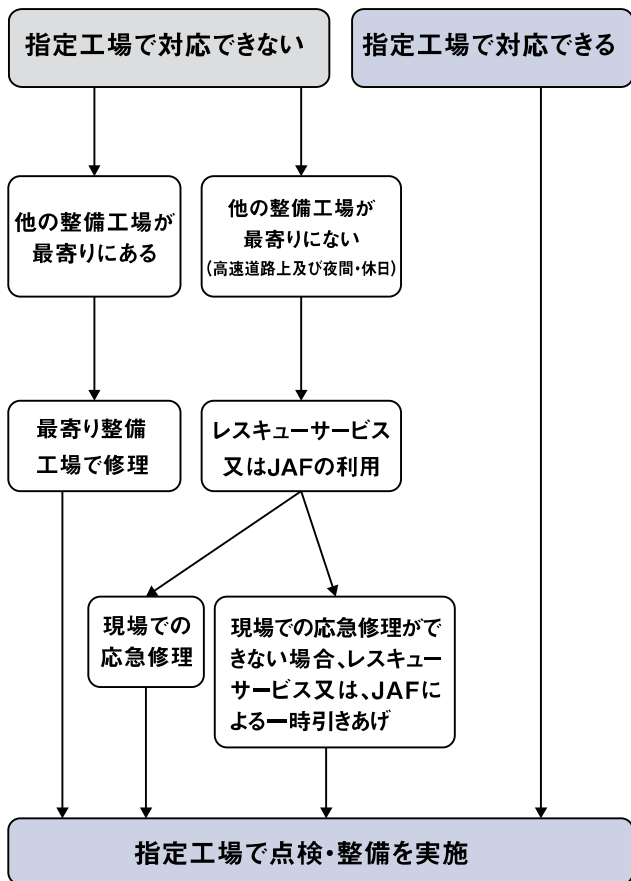 指定工場で対応できない
指定工場で対応できる
他の整備工場が
最寄りにある
他の整備工場が
最寄りにない
(高速道路上及び夜間・休日)
最寄り整備
工場で修理
レスキューサービス
又はJAFの利用
現場での
応急修理
現場での応急修理がで
きない場合、レスキュー
サービス又は、JAFに
よる一時引きあげ
指定工場で点検・整備を実施